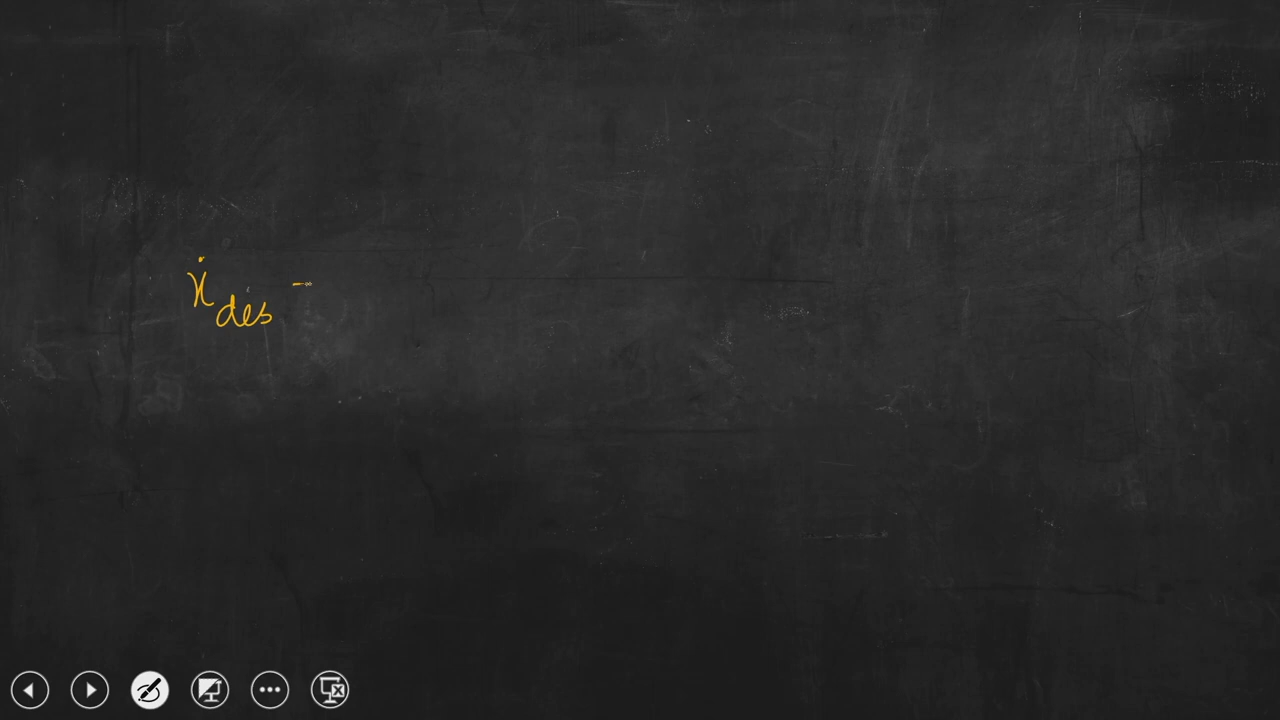 ẋ_des -